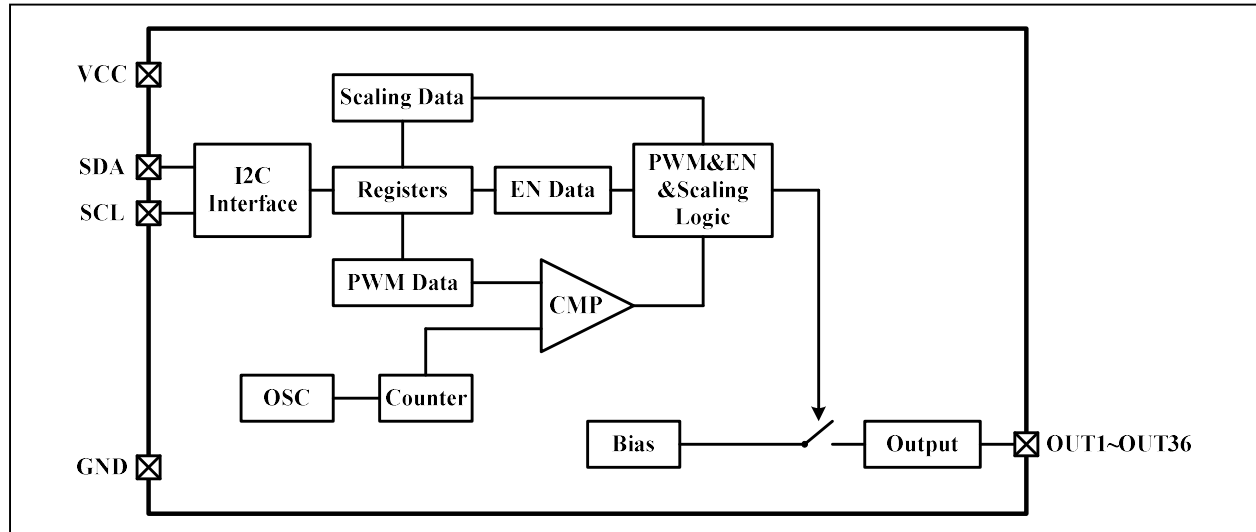 VCC
Scaling Data
SDA
I2C
Interface
SCL
Registers
EN Data
PWM&EN
&Scaling
Logic
PWM Data
CMP
OSC
Counter
Bias
Output
OUT1~OUT36
GND